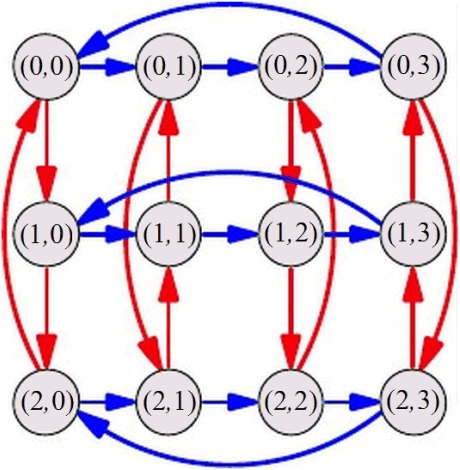 (0,0) (0,1) (0,2) (0,3)
(1,0) (1,1) (1,2) (1,3)
(2,0) (2,1) (2,2) (2,3)